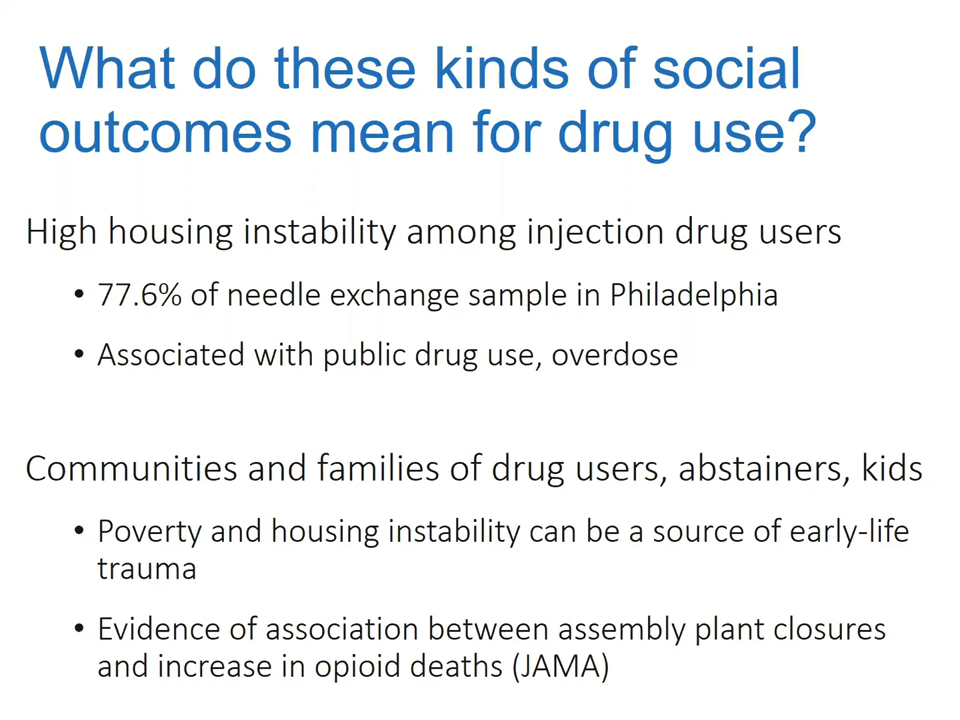 What do these kinds of social
outcomes mean for drug use?
High housing instability among injection drug users
• 77.6% of needle exchange sample in Philadelphia
• Associated with public drug use, overdose
Communities and families of drug users, abstainers, kids
• Poverty and housing instability can be a source of early-life
trauma
• Evidence of association between assembly plant closures
and increase in opioid deaths (JAMA)